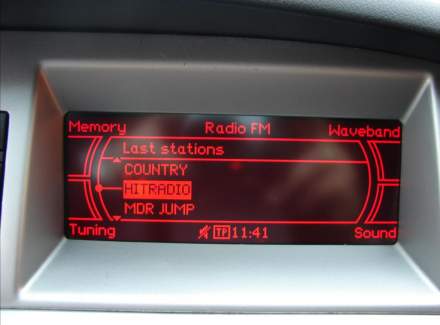 Memory Radio FM Waveband
Last stations
COUNTRY
HITRADIO
MDR JUMP
Tuning TP 11:41 Sound